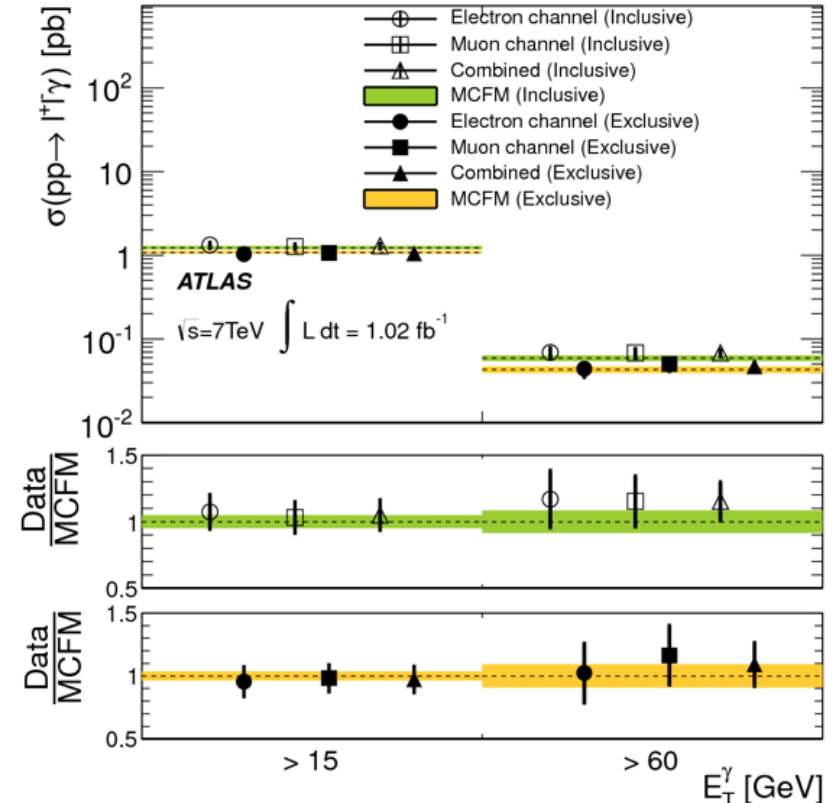 σ(pp→ l⁺l⁻γ) [pb]
10²
10
1
10⁻¹
10⁻²
Electron channel (Inclusive)
Muon channel (Inclusive)
Combined (Inclusive)
MCFM (Inclusive)
Electron channel (Exclusive)
Muon channel (Exclusive)
Combined (Exclusive)
MCFM (Exclusive)
ATLAS
√s=7TeV ∫ L dt = 1.02 fb⁻¹
Data
MCFM
1.5
1
0.5
Data
MCFM
1.5
1
0.5
> 15
> 60
E_T^γ [GeV]